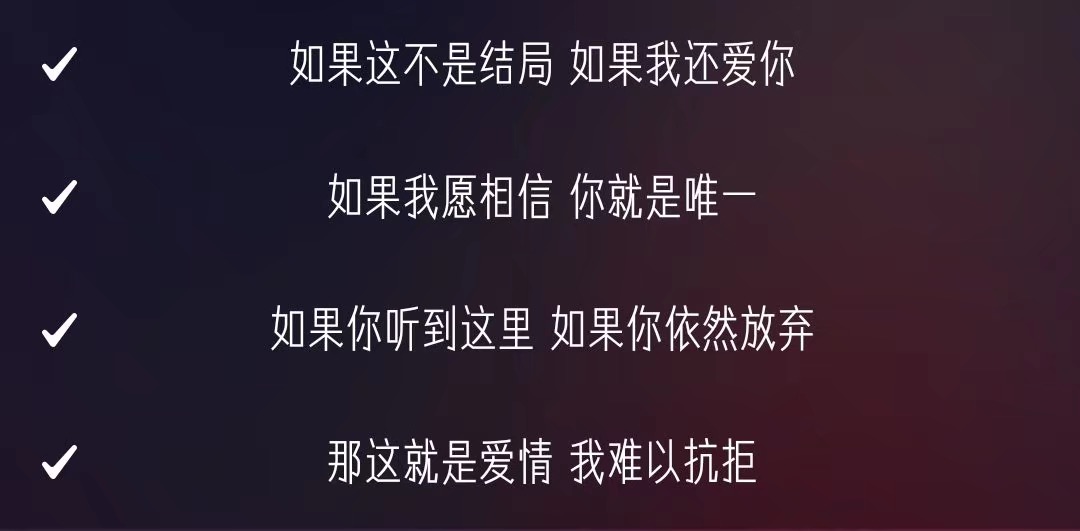 如果这不是结局 如果我还爱你
如果我愿相信 你就是唯一
如果你听到这里 如果你依然放弃
那这就是爱情 我难以抗拒